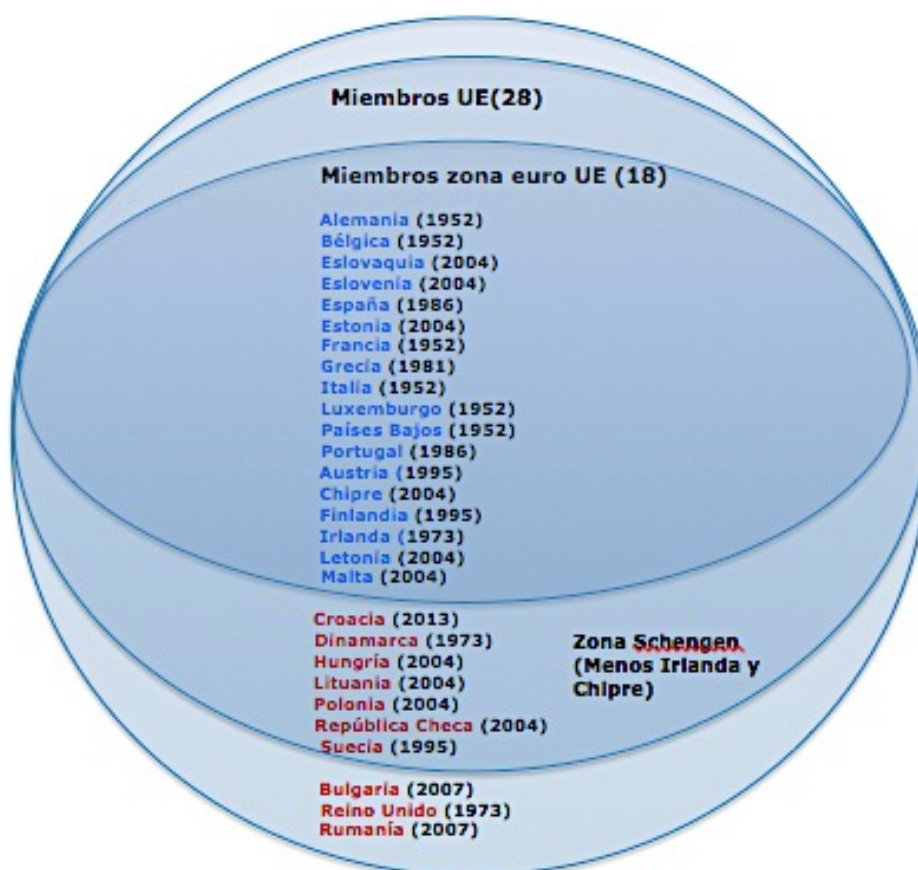 Miembros UE(28)
Miembros zona euro UE (18)
Alemania (1952)
Bélgica (1952)
Eslovaquia (2004)
Eslovenia (2004)
España (1986)
Estonia (2004)
Francia (1952)
Grecia (1981)
Italia (1952)
Luxemburgo (1952)
Países Bajos (1952)
Portugal (1986)
Austria (1995)
Chipre (2004)
Finlandia (1995)
Irlanda (1973)
Letonia (2004)
Malta (2004)
Croacia (2013)
Dinamarca (1973)
Hungría (2004)
Lituania (2004)
Polonia (2004)
República Checa (2004)
Suecia (1995)
Zona Schengen
(Menos Irlanda y
Chipre)
Bulgaria (2007)
Reino Unido (1973)
Rumanía (2007)